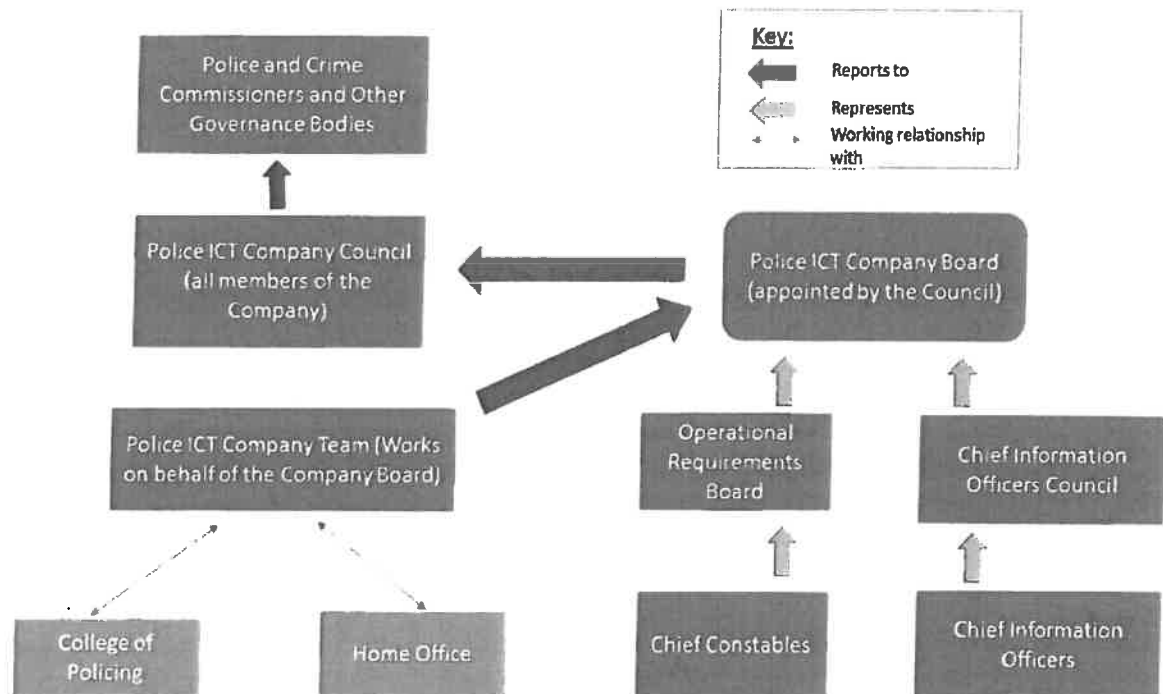 Police and Crime
Commissioners and Other
Governance Bodies
Key:
Reports to
Represents
Working relationship
with
Police ICT Company Council
(all members of the
Company)
Police ICT Company Board
(appointed by the Council)
Police ICT Company Team (Works
on behalf of the Company Board)
Operational
Requirements
Board
Chief Information
Officers Council
College of
Policing
Home Office
Chief Constables
Chief Information
Officers